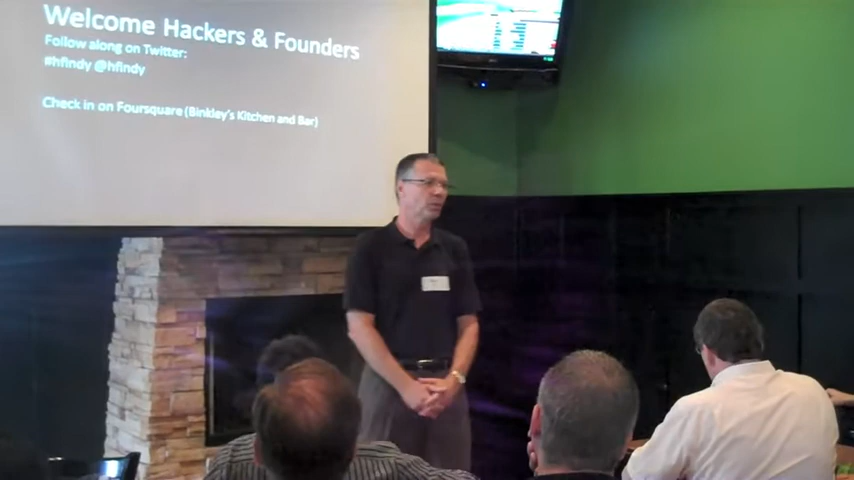 Welcome Hackers & Founders
Follow along on Twitter:
#hfindy @hfindy
Check in on Foursquare (Binkley's Kitchen and Bar)